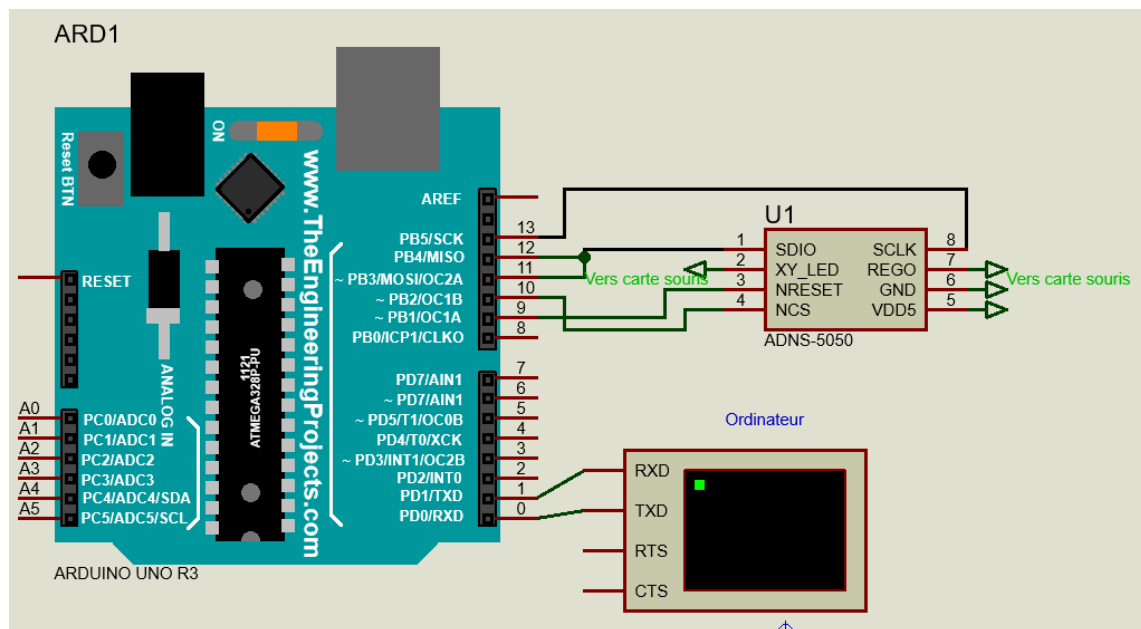 ARD1
ON
Reset BTN
www.TheEngineeringProjects.com
AREF
PB5/SCK 13
PB4/MISO 12
~ PB3/MOSI/OC2A 11
~ PB2/OC1B 10
~ PB1/OC1A 9
PB0/ICP1/CLKO 8
RESET
1121
ATMEGA328P-PU
ANALOG IN
PD7/AIN1 7
~ PD7/AIN1 6
~ PD5/T1/OC0B 5
PD4/T0/XCK 4
~ PD3/INT1/OC2B 3
PD2/INT0 2
PD1/TXD 1
PD0/RXD 0
A0 PC0/ADC0
A1 PC1/ADC1
A2 PC2/ADC2
A3 PC3/ADC3
A4 PC4/ADC4/SDA
A5 PC5/ADC5/SCL
ARDUINO UNO R3
U1
1 SDIO SCLK 8
2 XY_LED REGO 7
3 NRESET GND 6
4 NCS VDD5 5
ADNS-5050
Vers carte souris
Vers carte souris
Ordinateur
RXD
TXD
RTS
CTS